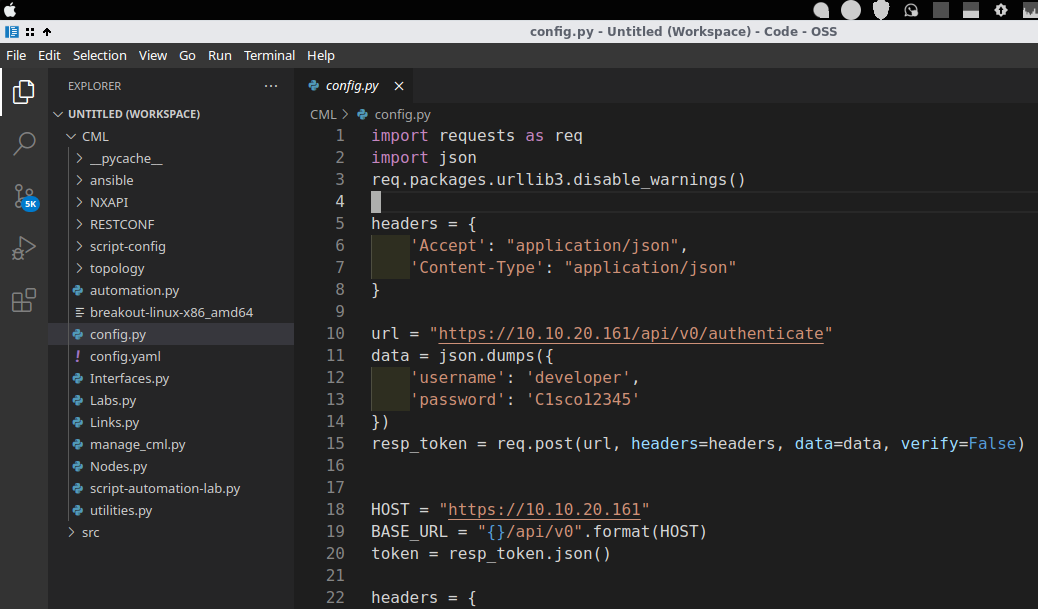 config.py - Untitled (Workspace) - Code - OSS
File Edit Selection View Go Run Terminal Help
EXPLORER ...
UNTITLED (WORKSPACE)
CML
__pycache__
ansible
NXAPI
RESTCONF
script-config
topology
automation.py
breakout-linux-x86_amd64
config.py
! config.yaml
Interfaces.py
Labs.py
Links.py
manage_cml.py
Nodes.py
script-automation-lab.py
utilities.py
src
5K
config.py ×
CML > config.py
1 import requests as req
2 import json
3 req.packages.urllib3.disable_warnings()
4
5 headers = {
6     'Accept': "application/json",
7     'Content-Type': "application/json"
8 }
9
10 url = "https://10.10.20.161/api/v0/authenticate"
11 data = json.dumps({
12     'username': 'developer',
13     'password': 'C1sco12345'
14 })
15 resp_token = req.post(url, headers=headers, data=data, verify=False)
16
17
18 HOST = "https://10.10.20.161"
19 BASE_URL = "{}/api/v0".format(HOST)
20 token = resp_token.json()
21
22 headers = {